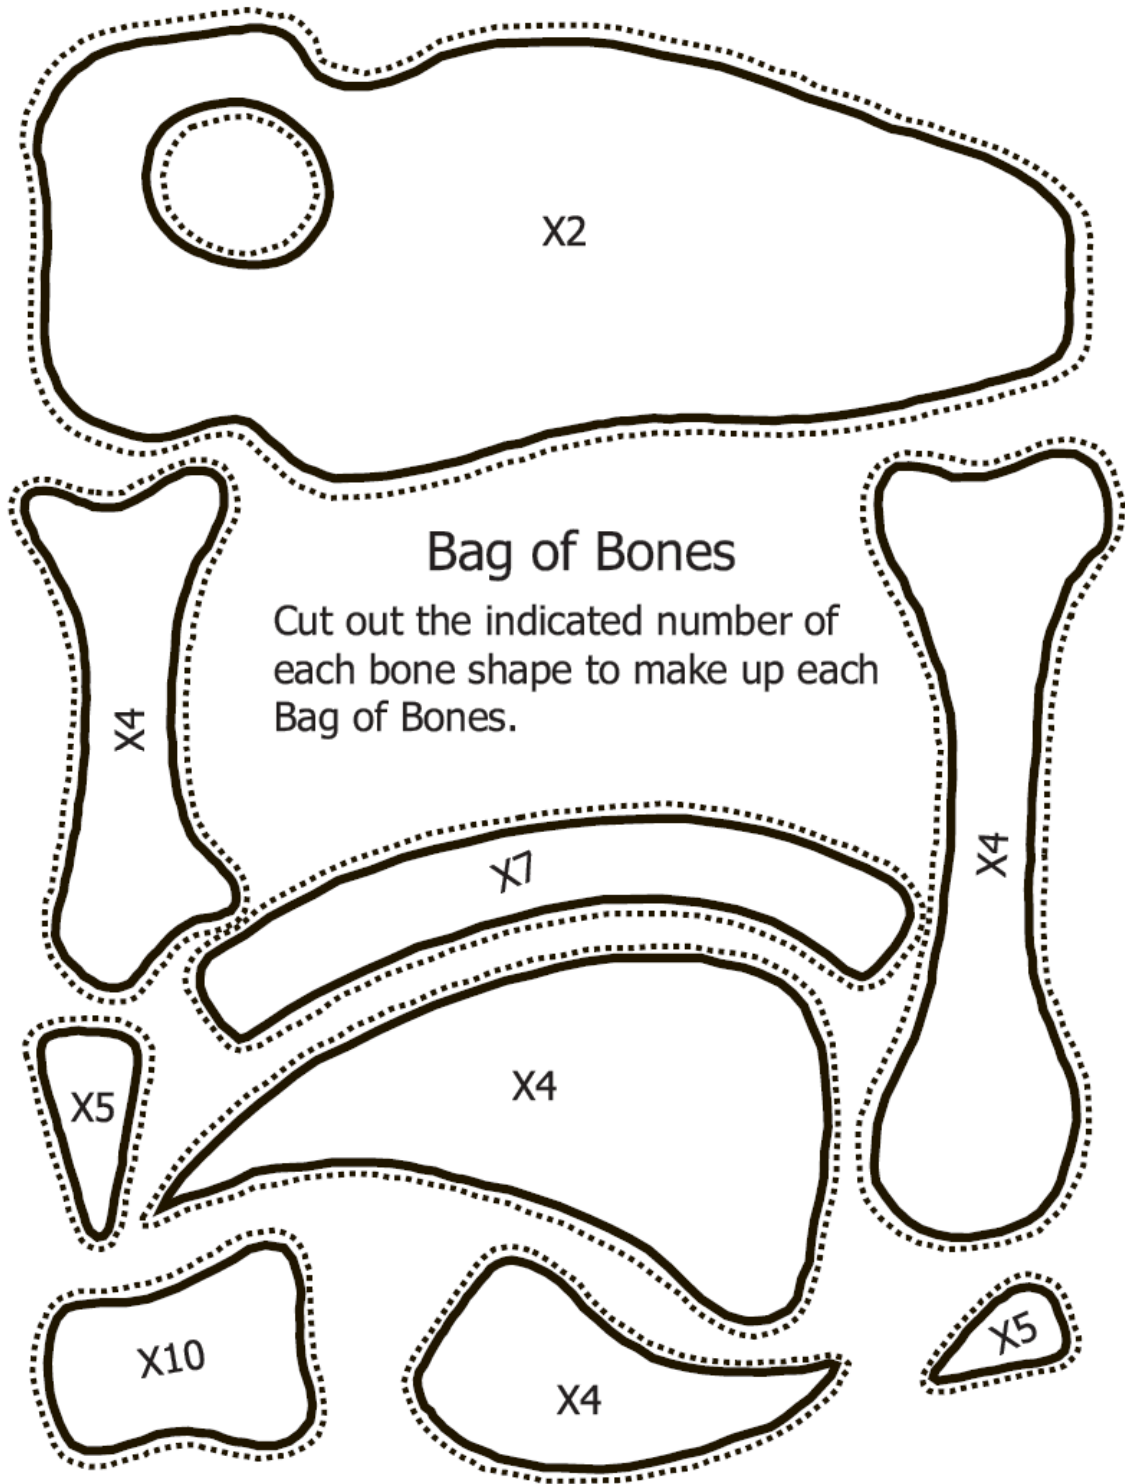 X2
Bag of Bones
Cut out the indicated number of
each bone shape to make up each
Bag of Bones.
X4
X4
X7
X4
X5
X10
X4
X5